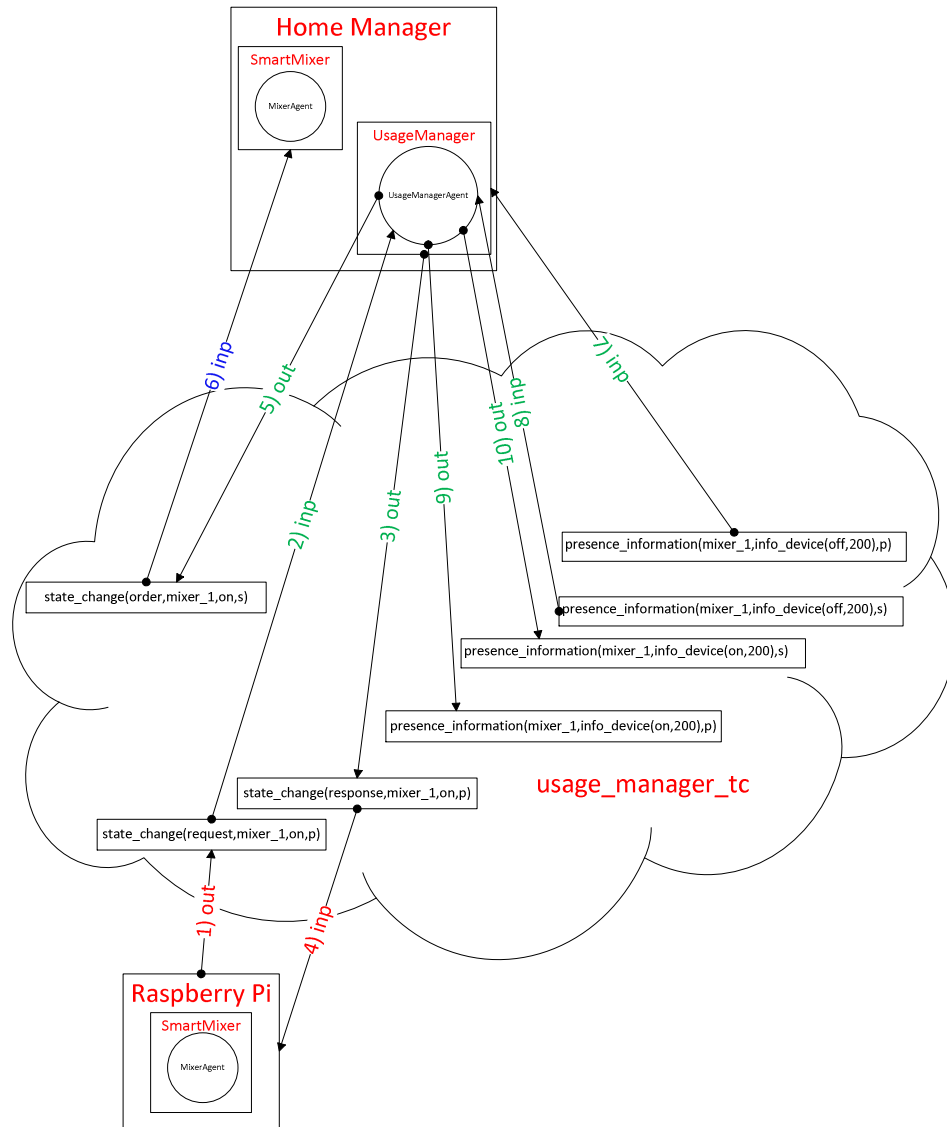 Home Manager
SmartMixer
MixerAgent
UsageManager
UsageManagerAgent
6) inp
5) out
7) inp
8) inp
10) out
9) out
3) out
2) inp
presence_information(mixer_1,info_device(off,200),p)
state_change(order,mixer_1,on,s)
presence_information(mixer_1,info_device(off,200),s)
presence_information(mixer_1,info_device(on,200),s)
presence_information(mixer_1,info_device(on,200),p)
usage_manager_tc
state_change(response,mixer_1,on,p)
state_change(request,mixer_1,on,p)
1) out
4) inp
Raspberry Pi
SmartMixer
MixerAgent